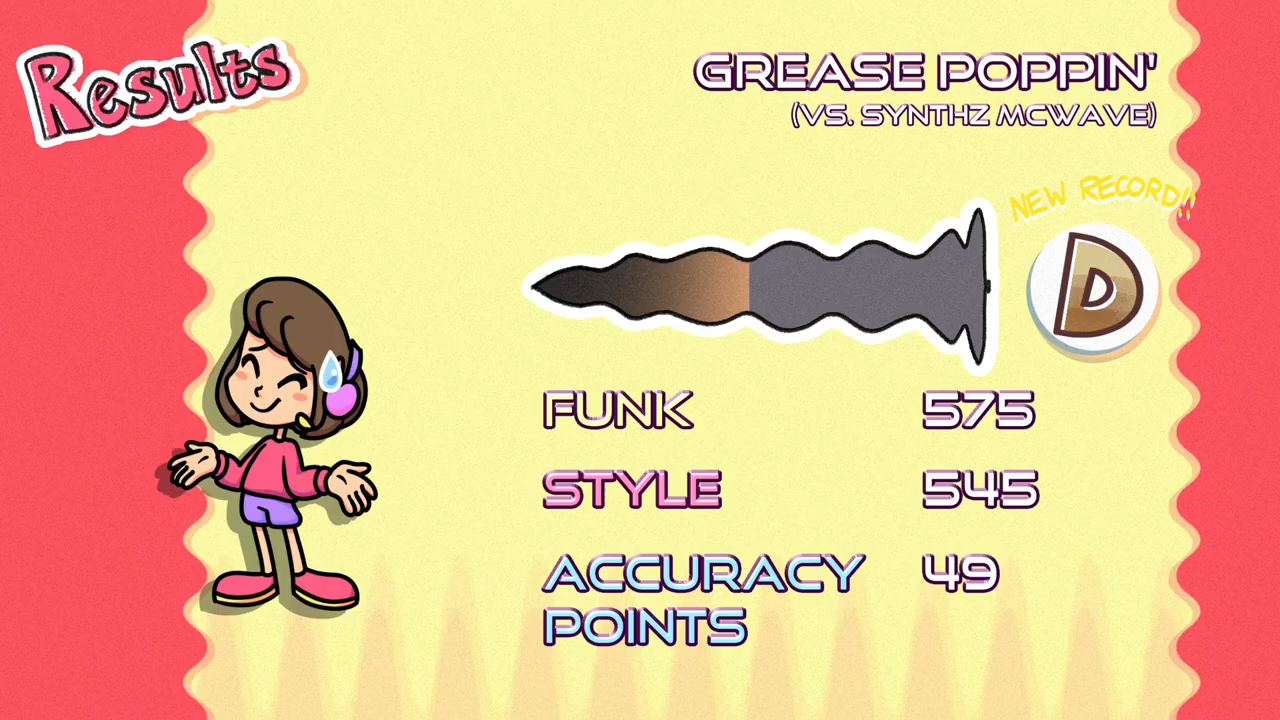 Results
GREASE POPPIN'
(VS. SYNTHZ MCWAVE)
NEW RECORD!!
D
FUNK 575
STYLE 545
ACCURACY 49
POINTS